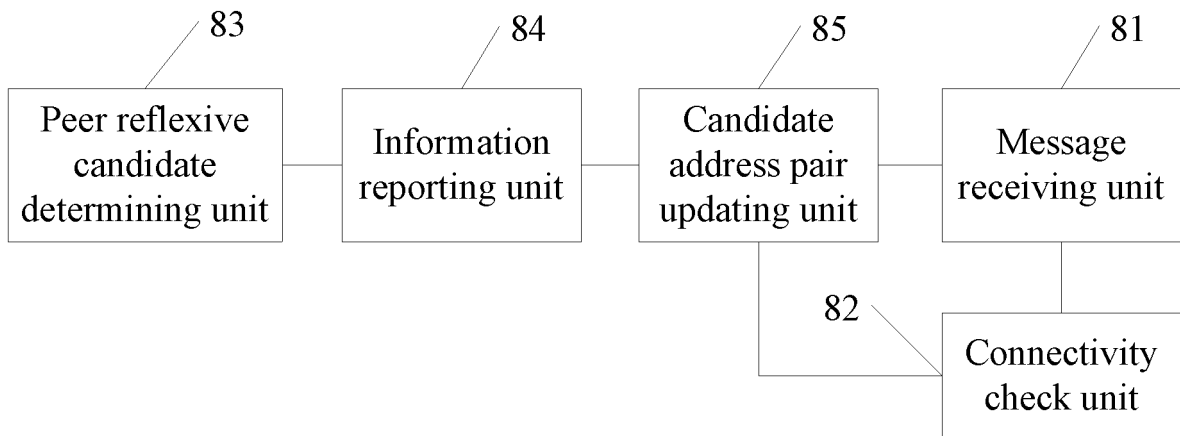 83
84
85
81
Peer reflexive
candidate
determining unit
Information
reporting unit
Candidate
address pair
updating unit
Message
receiving unit
82
Connectivity
check unit